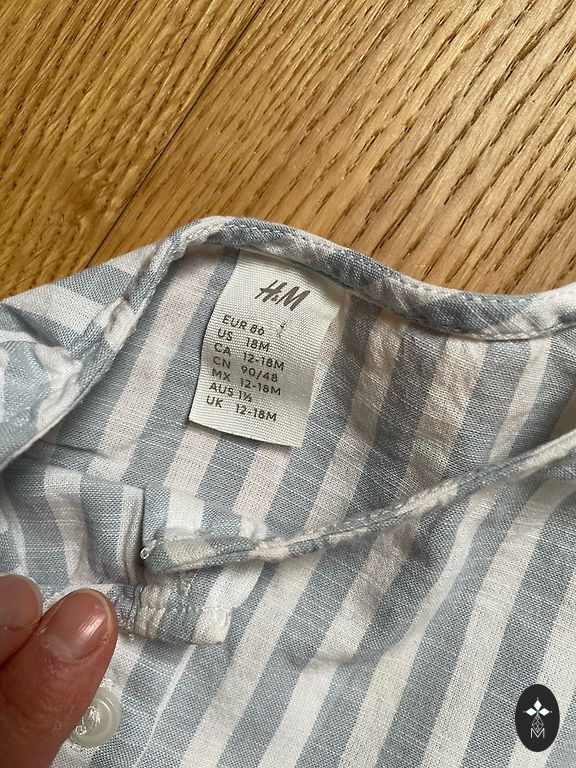 H&M
EUR 86
US 18M
CA 12-18M
CN 90/48
MX 12-18M
AUS 1½
UK 12-18M
M